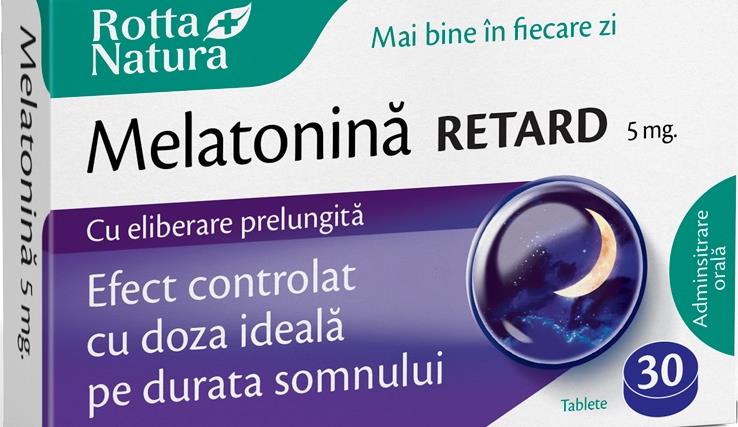 Rotta
Natura
Mai bine în fiecare zi
Melatonină RETARD 5 mg.
Cu eliberare prelungită
Efect controlat
cu doza ideală
pe durata somnului
Adminsitrare
orală
30
Tablete
Melatonină 5 mg.